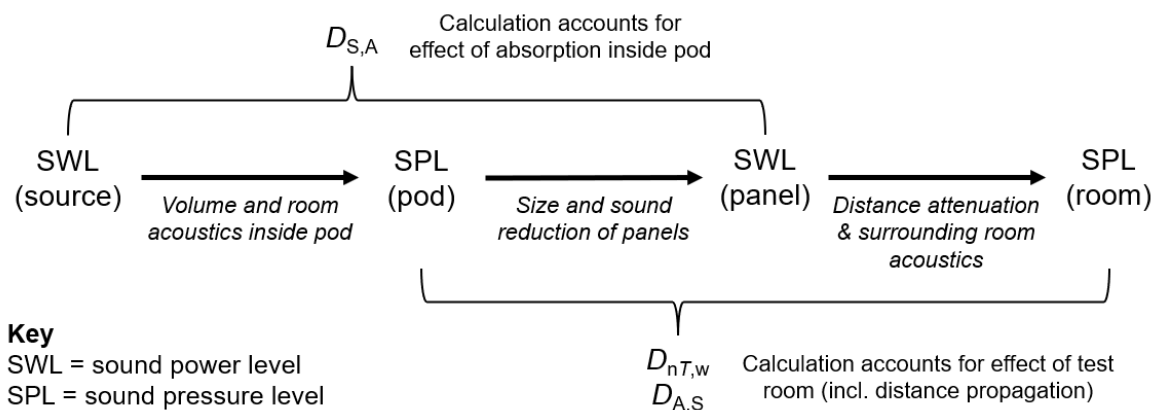 D_S,A
Calculation accounts for
effect of absorption inside pod
SWL
(source)
Volume and room
acoustics inside pod
SPL
(pod)
Size and sound
reduction of panels
SWL
(panel)
Distance attenuation
& surrounding room
acoustics
SPL
(room)
Key
SWL = sound power level
SPL = sound pressure level
D_nT,w
D_A,S
Calculation accounts for effect of test
room (incl. distance propagation)